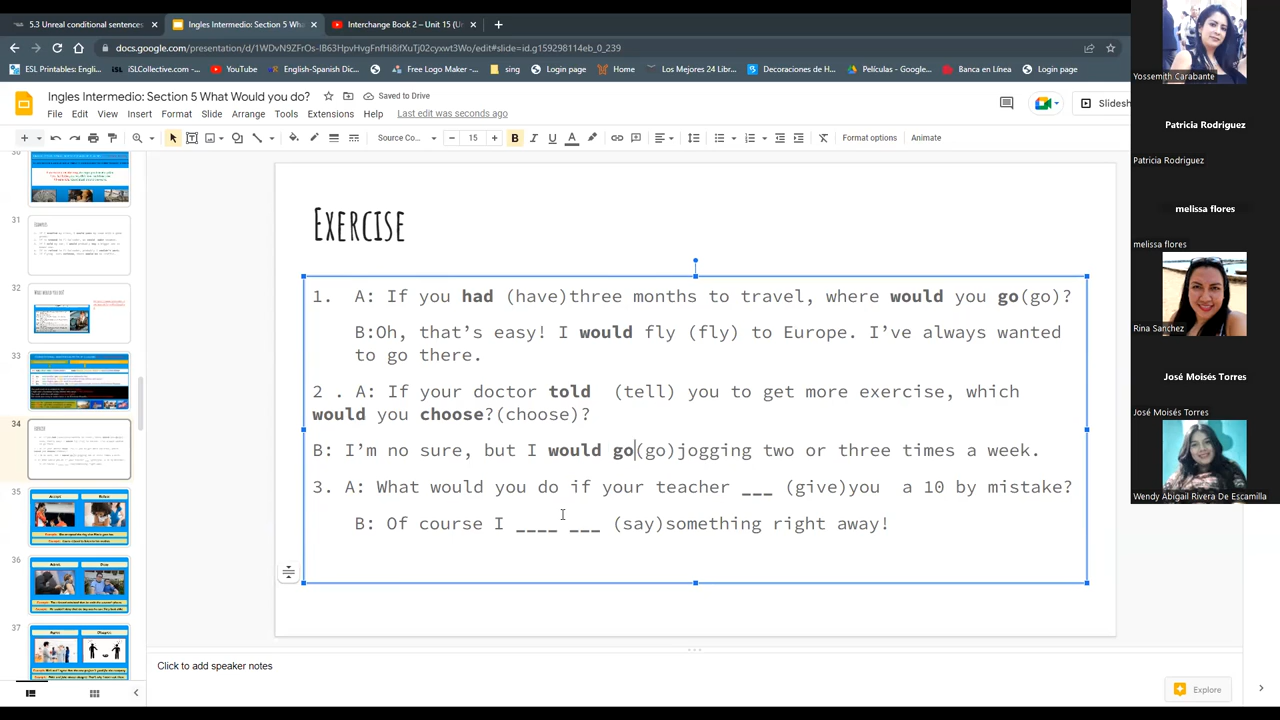 5.3 Unreal conditional sentences
Ingles Intermedio: Section 5 What
Interchange Book 2 – Unit 15 (U
docs.google.com/presentation/d/1WDvN9ZFrOs-IB63HpvHvgFnfHi8ifXuTj02cyxwt3Wo/edit#slide=id.g159298114eb_0_239
ESL Printables: Engli...
iSLCollective.com -...
YouTube
English-Spanish Dic...
Free Logo Maker -...
sing
Login page
Home
Los Mejores 24 Libr...
Decoraciones de H...
Películas - Google...
Banca en Línea
Login page
Ingles Intermedio: Section 5 What Would you do?
Saved to Drive
File Edit View Insert Format Slide Arrange Tools Extensions Help Last edit was seconds ago
Slidesh
Source Co...
18
Format options
Animate
Exercise
1. A: If you had (have)three months to travel, where would you go(go)?
B:Oh, that's easy! I would fly (fly) to Europe. I've always wanted
to go there.
2. A: If your told (tell) you to get more exercise, which
would you choose?(choose)?
B: I'm no sure, but I would go(go)jogging two or three times a week.
3. A: What would you do if your teacher ___ (give)you a 10 by mistake?
B: Of course I ____ ___ (say)something right away!
31
32
33
34
35
36
37
Click to add speaker notes
Explore
Yossemith Carabante
Patricia Rodriguez
Patricia Rodriguez
melissa flores
melissa flores
Rina Sanchez
José Moisés Torres
José Moisés Torres
Wendy Abigail Rivera De Escamilla